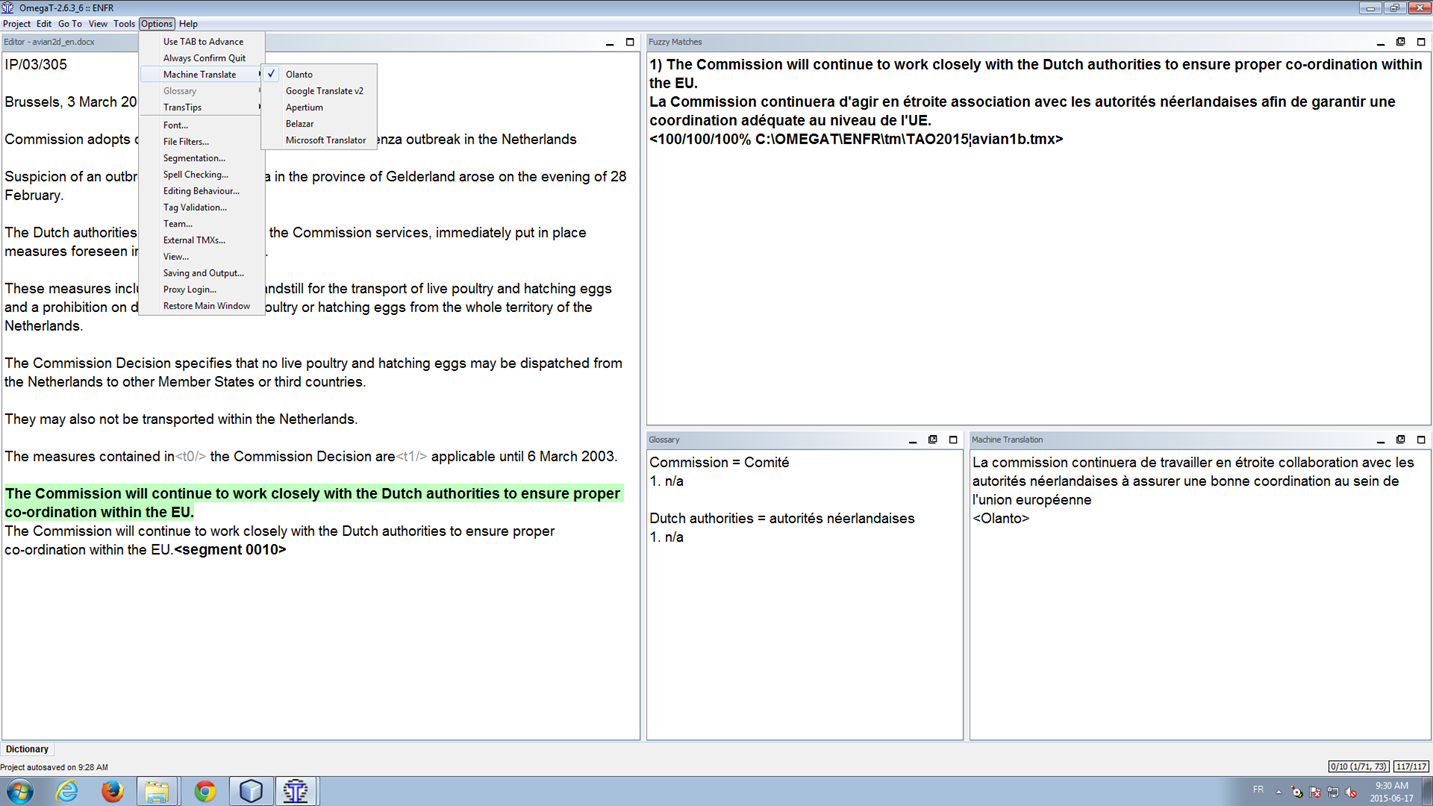 OmegaT-2.6.3_6 :: ENFR
Project Edit Go To View Tools Options Help
Editor - avian2d_en.docx
IP/03/305
Brussels, 3 March 20
Commission adopts
enza outbreak in the Netherlands
Suspicion of an outbr
a in the province of Gelderland arose on the evening of 28
February.
The Dutch authorities
the Commission services, immediately put in place
measures foreseen i
These measures incl
ndstill for the transport of live poultry and hatching eggs
and a prohibition on d
oultry or hatching eggs from the whole territory of the
Netherlands.
The Commission Decision specifies that no live poultry and hatching eggs may be dispatched from
the Netherlands to other Member States or third countries.
They may also not be transported within the Netherlands.
The measures contained in<t0/> the Commission Decision are<t1/> applicable until 6 March 2003.
The Commission will continue to work closely with the Dutch authorities to ensure proper
co-ordination within the EU.
The Commission will continue to work closely with the Dutch authorities to ensure proper
co-ordination within the EU.<segment 0010>
Use TAB to Advance
Always Confirm Quit
Machine Translate
Glossary
TransTips
Font...
File Filters...
Segmentation...
Spell Checking...
Editing Behaviour...
Tag Validation...
Team...
External TMXs...
View...
Saving and Output...
Proxy Login...
Restore Main Window
Olanto
Google Translate v2
Apertium
Belazar
Microsoft Translator
Fuzzy Matches
1) The Commission will continue to work closely with the Dutch authorities to ensure proper co-ordination within
the EU.
La Commission continuera d'agir en étroite association avec les autorités néerlandaises afin de garantir une
coordination adéquate au niveau de l'UE.
<100/100/100% C:\OMEGAT\ENFR\tm\TAO2015¦avian1b.tmx>
Glossary
Commission = Comité
1. n/a
Dutch authorities = autorités néerlandaises
1. n/a
Machine Translation
La commission continuera de travailler en étroite collaboration avec les
autorités néerlandaises à assurer une bonne coordination au sein de
l'union européenne
<Olanto>
Dictionary
Project autosaved on 9:28 AM
0/10 (1/71, 73) 117/117
FR
9:30 AM
2015-06-17